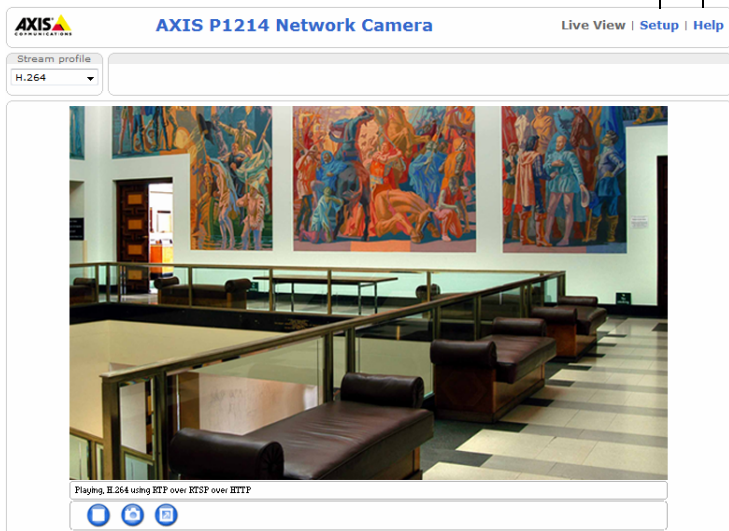 AXIS
COMMUNICATIONS
AXIS P1214 Network Camera
Live View | Setup | Help
Stream profile
H.264
Playing, H.264 using RTP over RTSP over HTTP